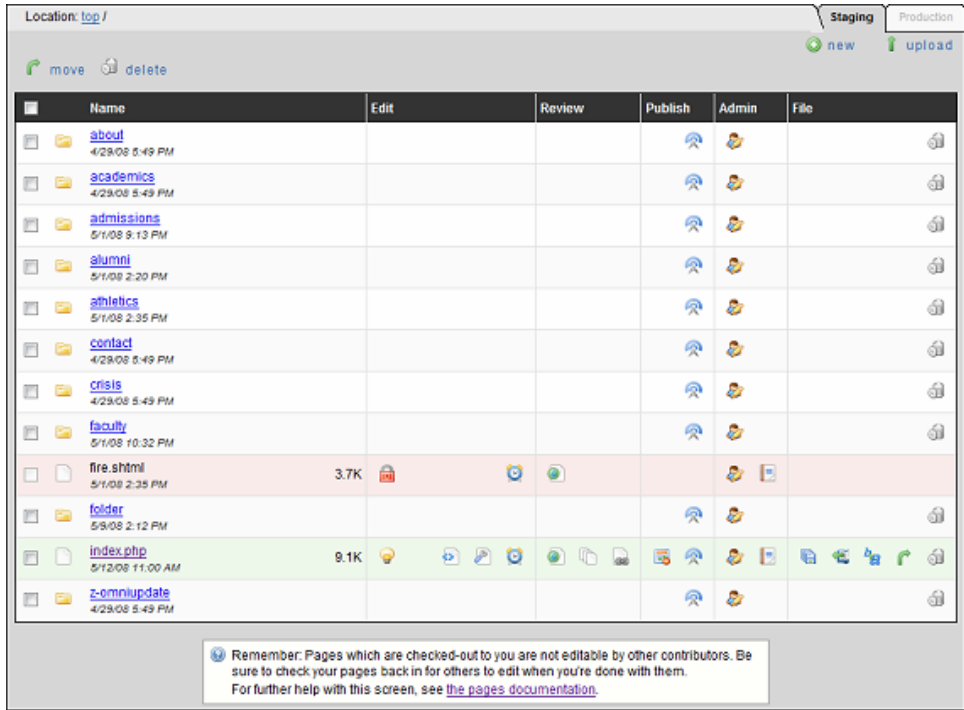 Location: top /
Staging
Production
new
upload
move
delete
Name Edit Review Publish Admin File
about
4/29/08 5:49 PM
academics
4/29/08 5:49 PM
admissions
5/1/08 9:13 PM
alumni
5/1/08 2:20 PM
athletics
5/1/08 2:35 PM
contact
4/29/08 5:49 PM
crisis
4/29/08 5:49 PM
faculty
5/1/08 10:32 PM
fire.shtml 3.7K
5/1/08 2:35 PM
folder
5/9/08 2:12 PM
index.php 9.1K
5/12/08 11:00 AM
z-omniupdate
4/29/08 5:49 PM
Remember: Pages which are checked-out to you are not editable by other contributors. Be
sure to check your pages back in for others to edit when you're done with them.
For further help with this screen, see the pages documentation.